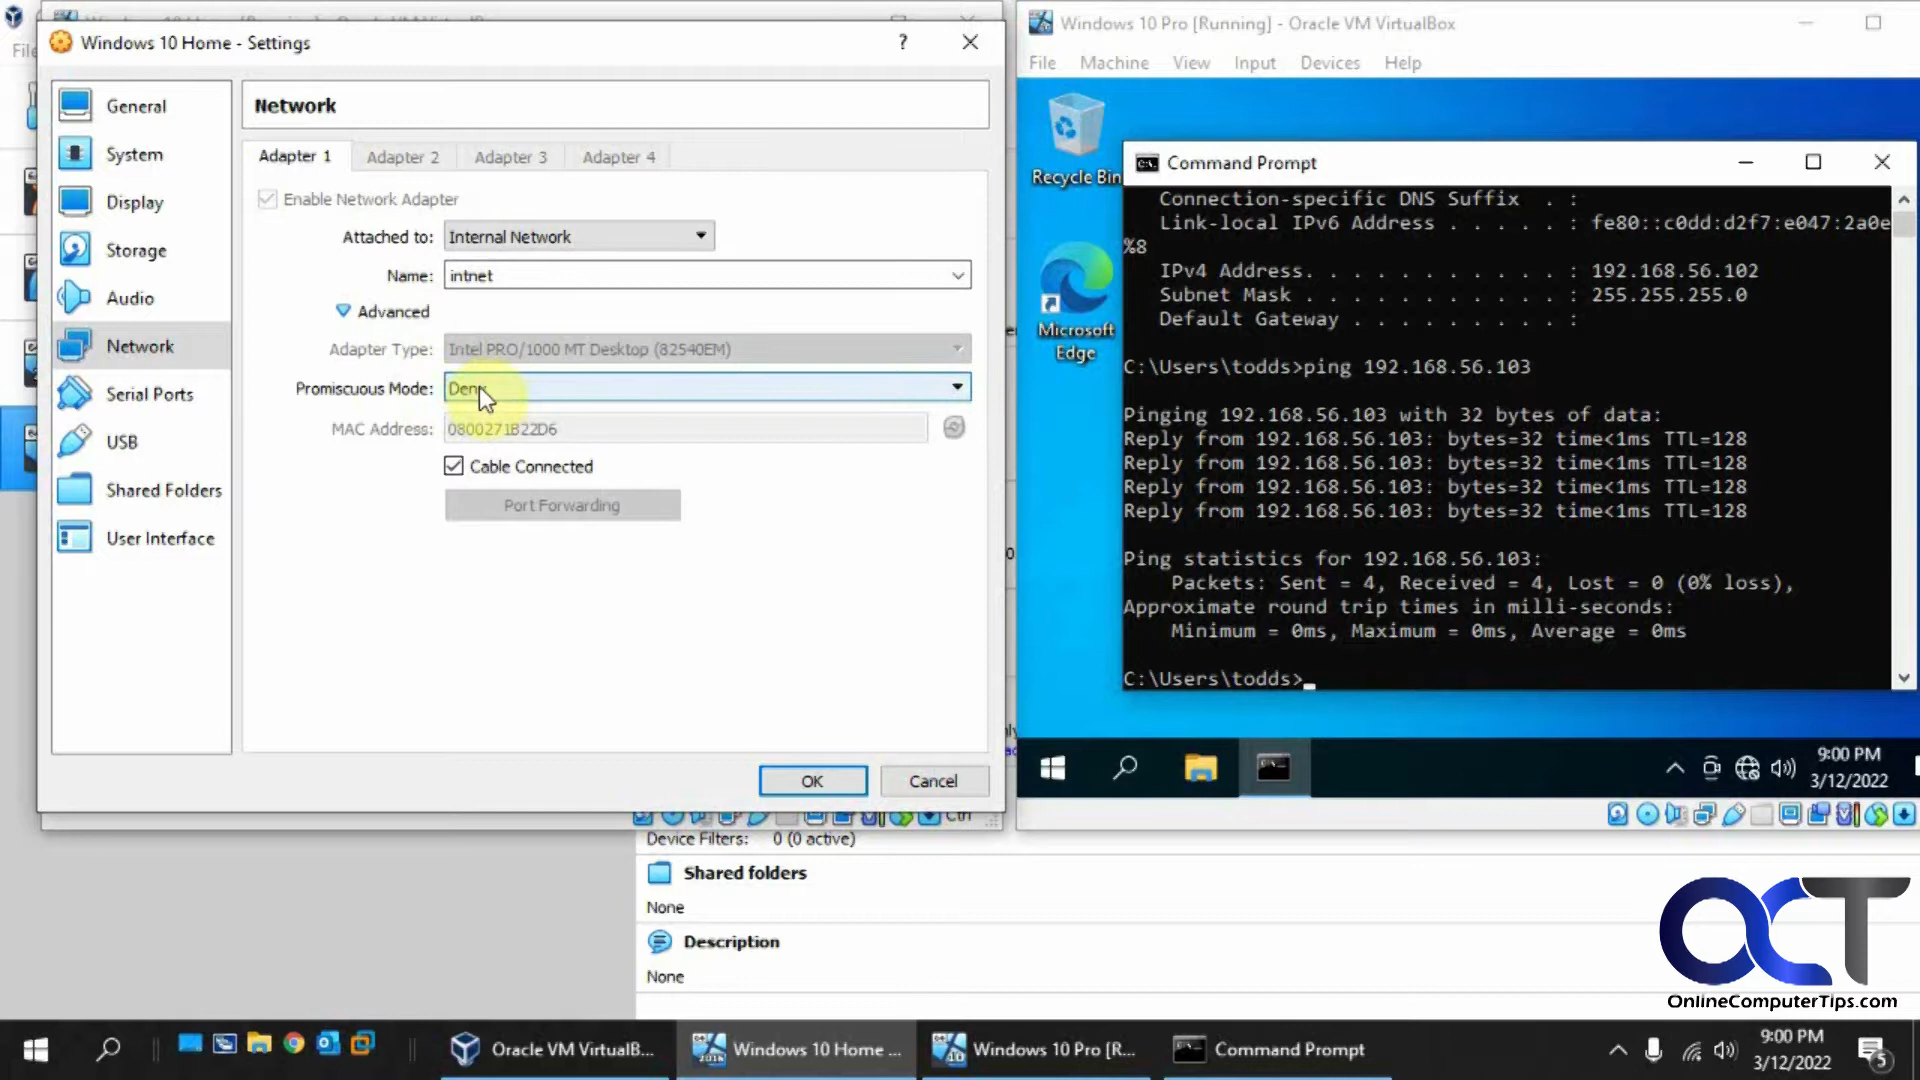 Windows 10 Home - Settings
?
General
System
Display
Storage
Audio
Network
Serial Ports
USB
Shared Folders
User Interface
Network
Adapter 1
Adapter 2
Adapter 3
Adapter 4
Enable Network Adapter
Attached to: Internal Network
Name: intnet
Advanced
Adapter Type: Intel PRO/1000 MT Desktop (82540EM)
Promiscuous Mode: Deny
MAC Address: 0800271B22D6
Cable Connected
Port Forwarding
OK
Cancel
Device Filters: 0 (0 active)
Shared folders
None
Description
None
Windows 10 Pro [Running] - Oracle VM VirtualBox
File Machine View Input Devices Help
Recycle Bin
Microsoft
Edge
Command Prompt
Connection-specific DNS Suffix . :
Link-local IPv6 Address . . . . . : fe80::c0dd:d2f7:e047:2a0e
%8
IPv4 Address. . . . . . . . . . . : 192.168.56.102
Subnet Mask . . . . . . . . . . . : 255.255.255.0
Default Gateway . . . . . . . . . :
C:\Users\todds>ping 192.168.56.103
Pinging 192.168.56.103 with 32 bytes of data:
Reply from 192.168.56.103: bytes=32 time<1ms TTL=128
Reply from 192.168.56.103: bytes=32 time<1ms TTL=128
Reply from 192.168.56.103: bytes=32 time<1ms TTL=128
Reply from 192.168.56.103: bytes=32 time<1ms TTL=128
Ping statistics for 192.168.56.103:
Packets: Sent = 4, Received = 4, Lost = 0 (0% loss),
Approximate round trip times in milli-seconds:
Minimum = 0ms, Maximum = 0ms, Average = 0ms
C:\Users\todds>
9:00 PM
3/12/2022
OCT
OnlineComputerTips.com
Oracle VM VirtualB...
Windows 10 Home ...
Windows 10 Pro [R...
Command Prompt
9:00 PM
3/12/2022
5